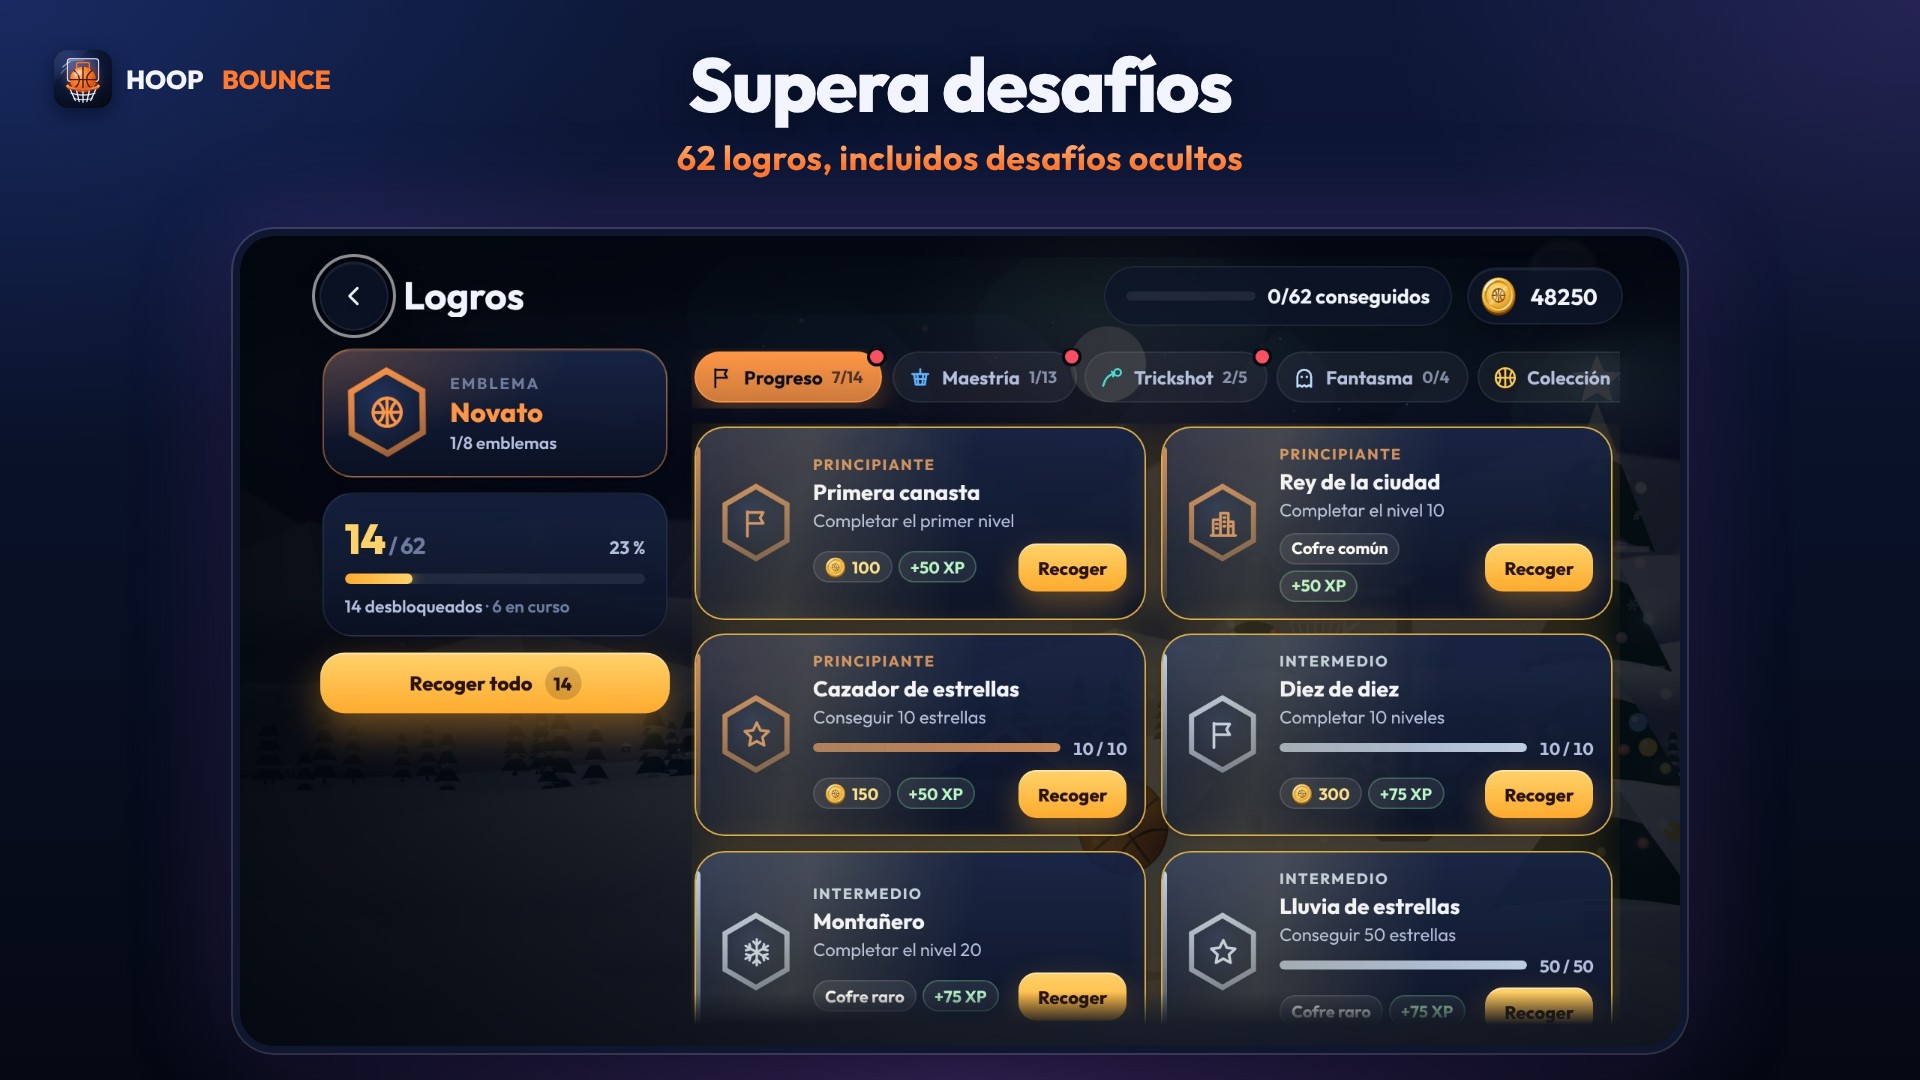 HOOP BOUNCE
Supera desafíos
62 logros, incluidos desafíos ocultos
Logros
0/62 conseguidos
48250
EMBLEMA
Novato
1/8 emblemas
14 / 62
23 %
14 desbloqueados · 6 en curso
Recoger todo 14
Progreso 7/14
Maestría 1/13
Trickshot 2/5
Fantasma 0/4
Colección
PRINCIPIANTE
Primera canasta
Completar el primer nivel
100 +50 XP
Recoger
PRINCIPIANTE
Rey de la ciudad
Completar el nivel 10
Cofre común
+50 XP
Recoger
PRINCIPIANTE
Cazador de estrellas
Conseguir 10 estrellas
10 / 10
150 +50 XP
Recoger
INTERMEDIO
Diez de diez
Completar 10 niveles
10 / 10
300 +75 XP
Recoger
INTERMEDIO
Montañero
Completar el nivel 20
Cofre raro +75 XP
Recoger
INTERMEDIO
Lluvia de estrellas
Conseguir 50 estrellas
50 / 50
Cofre raro +75 XP
Recoger